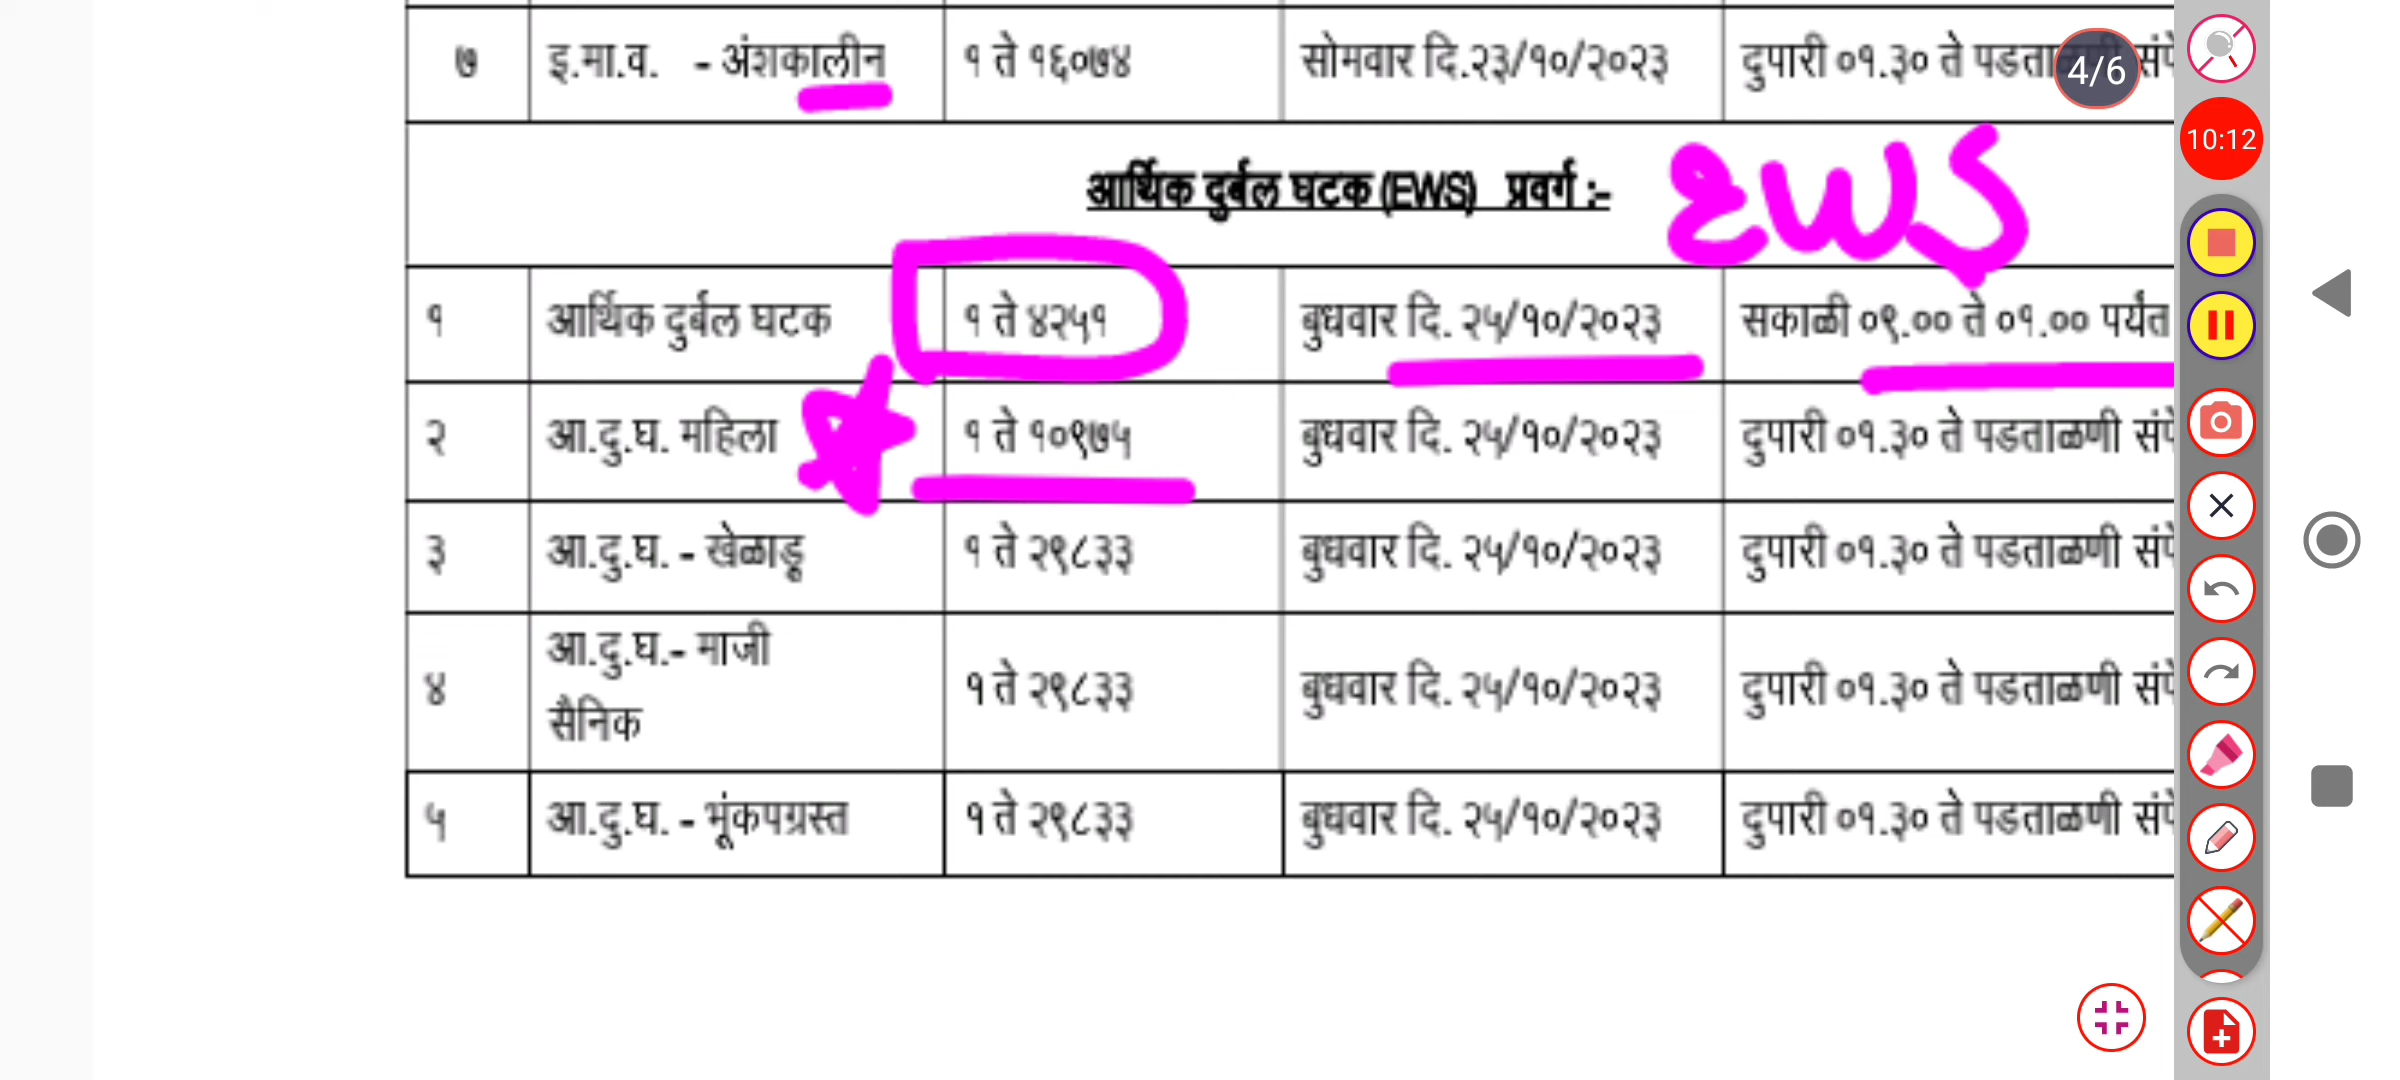 ७ इ.मा.व. - अंशकालीन १ ते १६०७४ सोमवार दि.२३/१०/२०२३ दुपारी ०१.३० ते
4/6
10:12
आर्थिक दुर्बल घटक (EWS) प्रवर्ग :-
EWS
१ आर्थिक दुर्बल घटक १ ते ४२५१ बुधवार दि. २५/१०/२०२३ सकाळी ०९.०० ते ०१.०० पर्यंत
२ आ.दु.घ. महिला १ ते १०९७५ बुधवार दि. २५/१०/२०२३ दुपारी ०१.३० ते पडताळणी
३ आ.दु.घ. - खेळाडू १ ते २९८३३ बुधवार दि. २५/१०/२०२३ दुपारी ०१.३० ते पडताळणी
४ आ.दु.घ.- माजी सैनिक १ ते २९८३३ बुधवार दि. २५/१०/२०२३ दुपारी ०१.३० ते पडताळणी
५ आ.दु.घ. - भूंकपग्रस्त १ ते २९८३३ बुधवार दि. २५/१०/२०२३ दुपारी ०१.३० ते पडताळणी